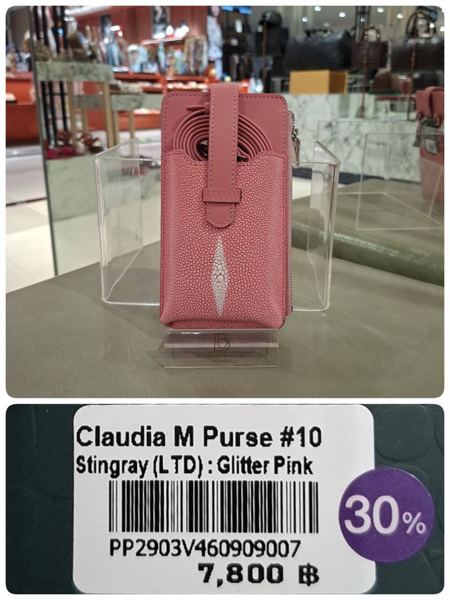 B
Claudia M Purse #10
Stingray (LTD) : Glitter Pink
30%
PP2903V460909007
7,800 ฿